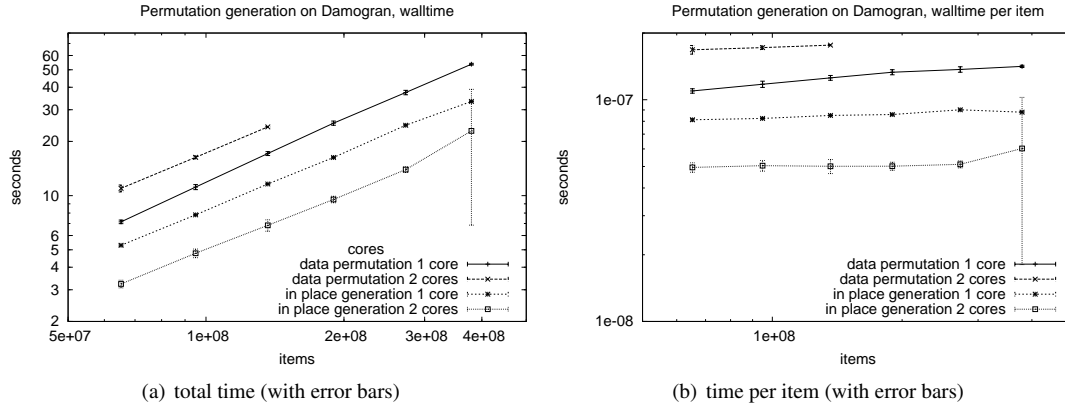 Permutation generation on Damogran, walltime
60
50
40
30
20
10
6
5
4
3
2
seconds
5e+07
1e+08
2e+08
3e+08
4e+08
items
cores
data permutation 1 core
data permutation 2 cores
in place generation 1 core
in place generation 2 cores
(a) total time (with error bars)
Permutation generation on Damogran, walltime per item
1e-07
1e-08
seconds
1e+08
items
data permutation 1 core
data permutation 2 cores
in place generation 1 core
in place generation 2 cores
(b) time per item (with error bars)